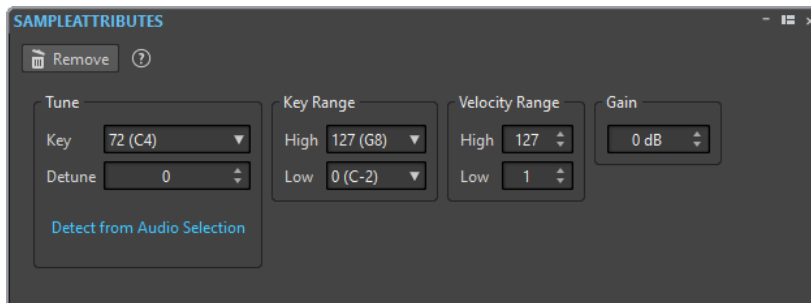 SAMPLEATTRIBUTES
Remove ?
Tune
Key 72 (C4)
Detune 0
Detect from Audio Selection
Key Range
High 127 (G8)
Low 0 (C-2)
Velocity Range
High 127
Low 1
Gain
0 dB